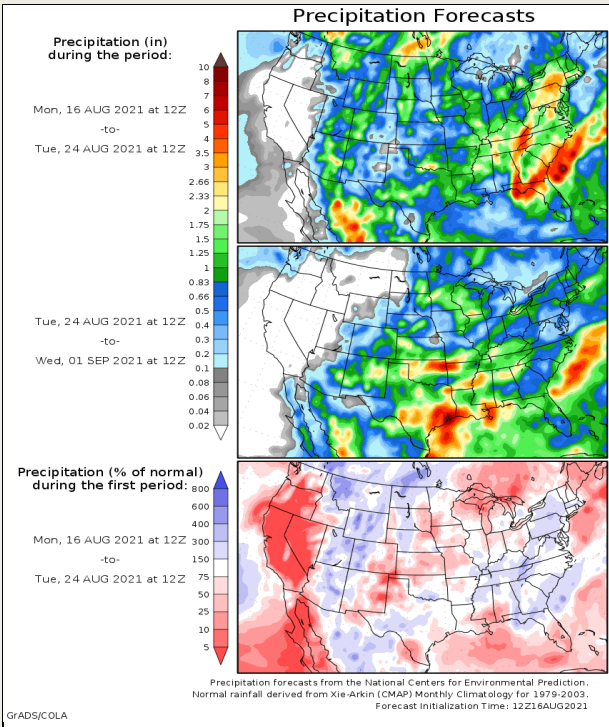 Precipitation Forecasts
Precipitation (in)
during the period:
Mon, 16 AUG 2021 at 12Z
-to-
Tue, 24 AUG 2021 at 12Z
10
8
7
6
5
4
3.5
3
2.66
2.33
2
1.75
1.5
1.25
1
0.83
0.66
0.5
0.4
0.3
0.2
0.1
0.08
0.06
0.04
0.02
Tue, 24 AUG 2021 at 12Z
-to-
Wed, 01 SEP 2021 at 12Z
Precipitation (% of normal)
during the first period:
Mon, 16 AUG 2021 at 12Z
-to-
Tue, 24 AUG 2021 at 12Z
800
600
400
300
150
75
50
25
10
5
Precipitation forecasts from the National Centers for Environmental Prediction.
Normal rainfall derived from Xie-Arkin (CMAP) Monthly Climatology for 1979-2003.
Forecast Initialization Time: 12Z16AUG2021
GrADS/COLA